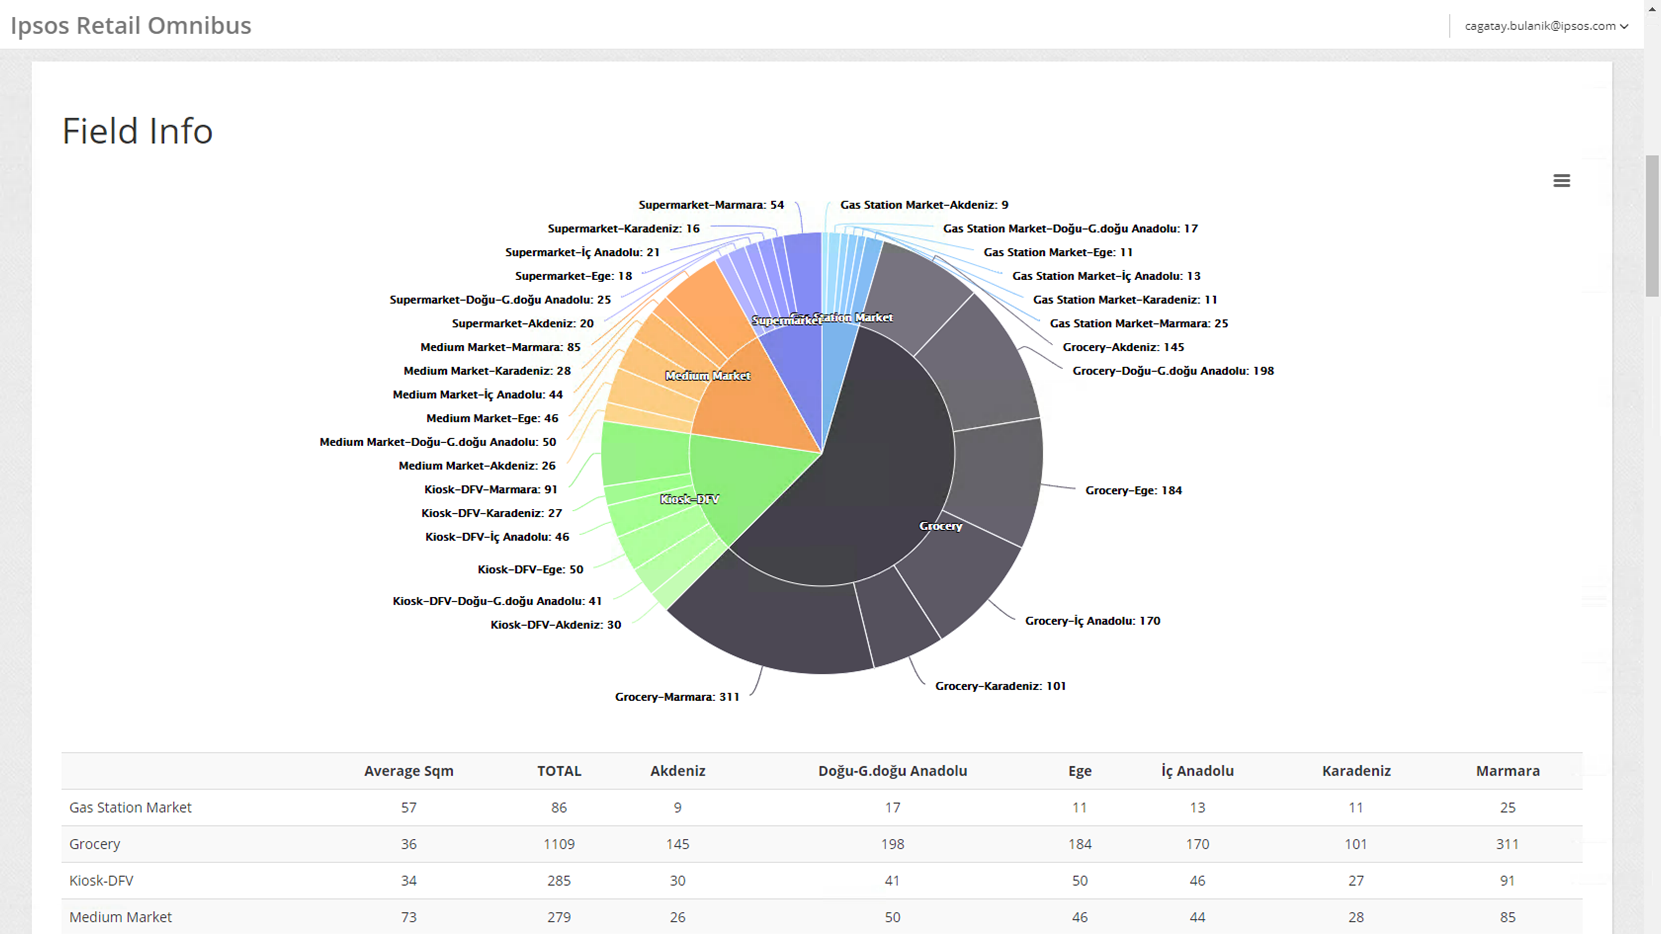 Ipsos Retail Omnibus
cagatay.bulanik@ipsos.com
Field Info
Supermarket-Marmara: 54
Gas Station Market-Akdeniz: 9
Supermarket-Karadeniz: 16
Gas Station Market-Doğu-G.doğu Anadolu: 17
Supermarket-İç Anadolu: 21
Gas Station Market-Ege: 11
Supermarket-Ege: 18
Gas Station Market-İç Anadolu: 13
Supermarket-Doğu-G.doğu Anadolu: 25
Gas Station Market-Karadeniz: 11
Supermarket-Akdeniz: 20
Gas Station Market-Marmara: 25
Supermarket
Station Market
Medium Market-Marmara: 85
Grocery-Akdeniz: 145
Medium Market-Karadeniz: 28
Grocery-Doğu-G.doğu Anadolu: 198
Medium Market
Medium Market-İç Anadolu: 44
Medium Market-Ege: 46
Medium Market-Doğu-G.doğu Anadolu: 50
Medium Market-Akdeniz: 26
Kiosk-DFV-Marmara: 91
Grocery-Ege: 184
Kiosk-DFV
Kiosk-DFV-Karadeniz: 27
Grocery
Kiosk-DFV-İç Anadolu: 46
Kiosk-DFV-Ege: 50
Kiosk-DFV-Doğu-G.doğu Anadolu: 41
Kiosk-DFV-Akdeniz: 30
Grocery-İç Anadolu: 170
Grocery-Karadeniz: 101
Grocery-Marmara: 311
Average Sqm TOTAL Akdeniz Doğu-G.doğu Anadolu Ege İç Anadolu Karadeniz Marmara
Gas Station Market 57 86 9 17 11 13 11 25
Grocery 36 1109 145 198 184 170 101 311
Kiosk-DFV 34 285 30 41 50 46 27 91
Medium Market 73 279 26 50 46 44 28 85